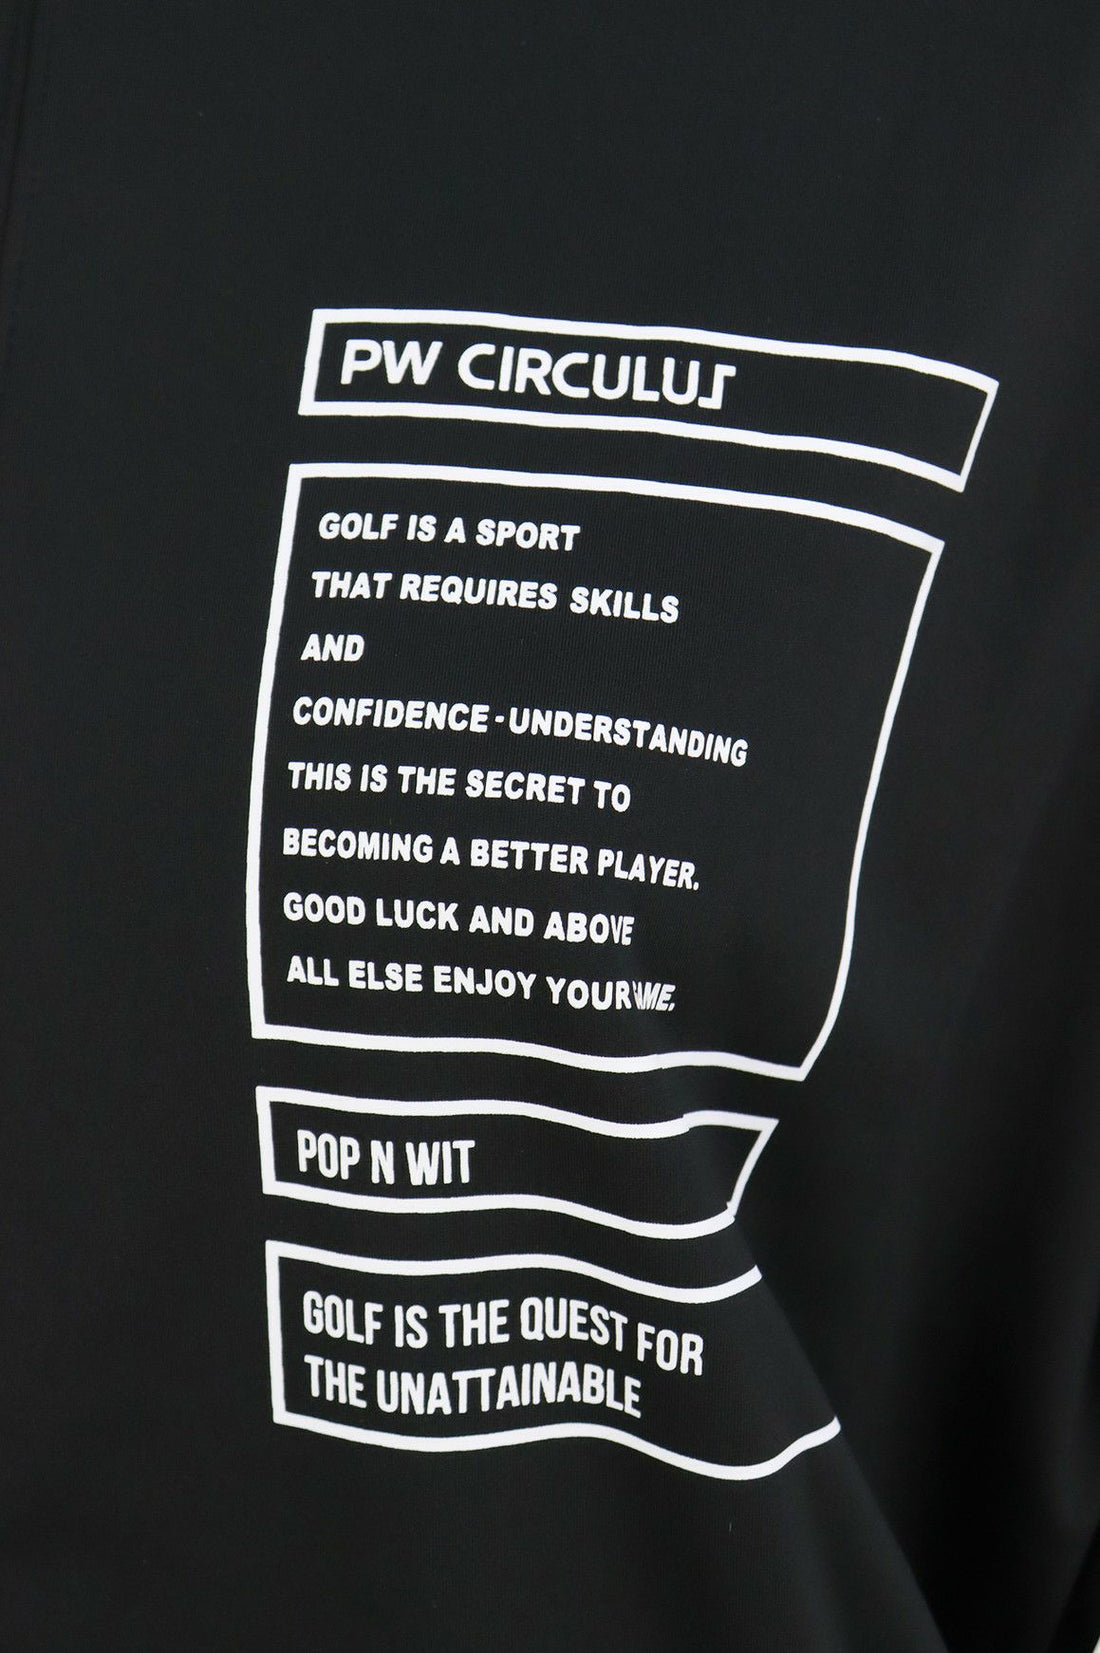 PW CIRCULUS
GOLF IS A SPORT
THAT REQUIRES SKILLS
AND
CONFIDENCE-UNDERSTANDING
THIS IS THE SECRET TO
BECOMING A BETTER PLAYER.
GOOD LUCK AND ABOVE
ALL ELSE ENJOY YOUR
POP N WIT
GOLF IS THE QUEST FOR
THE UNATTAINABLE